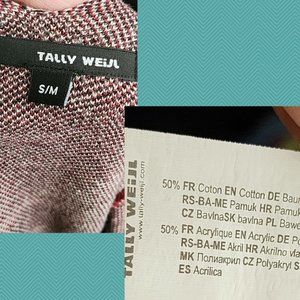 TALLY WEiJL
S/M
TALLY WEIJL
www.tally-weijl.com
50% FR Coton EN Cotton DE Bau
RS-BA-ME Pamuk HR Pamu
CZ BavlnaSK bavlna PL Bawe
50% FR Acrylique EN Acrylic DE Po
RS-BA-ME Akril HR Akrilno vla
MK Полиакрил CZ Polyakryl S
ES Acrilica